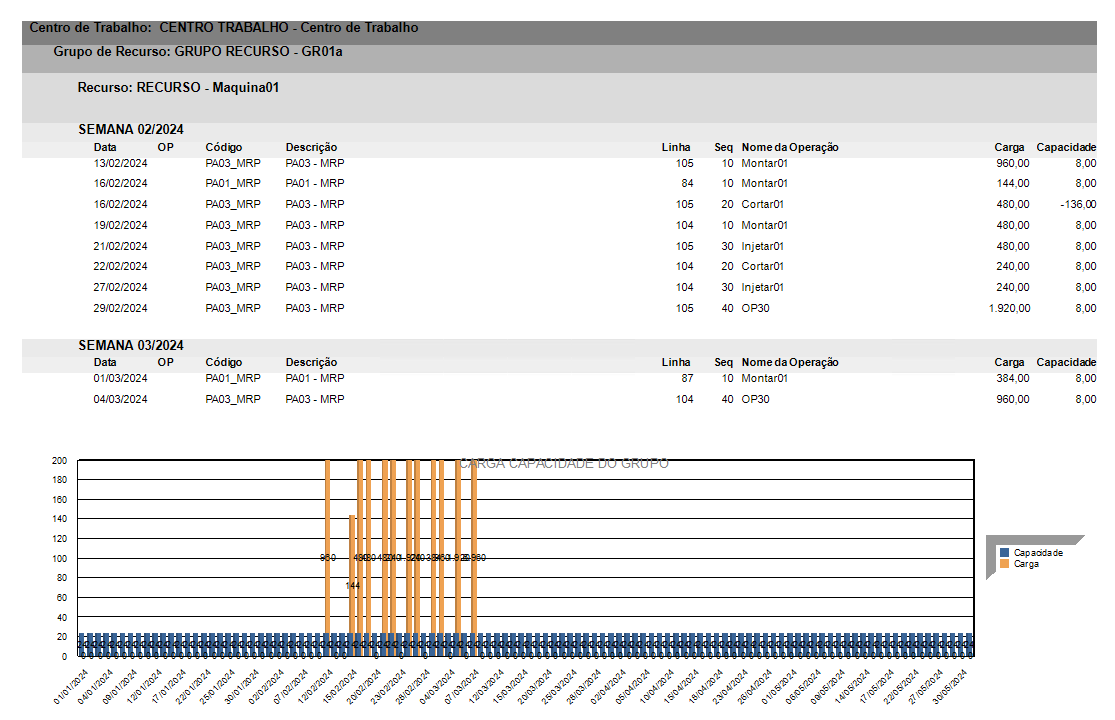 Centro de Trabalho: CENTRO TRABALHO - Centro de Trabalho
Grupo de Recurso: GRUPO RECURSO - GR01a
Recurso: RECURSO - Maquina01
SEMANA 02/2024
Data OP Código Descrição Linha Seq Nome da Operação Carga Capacidade
13/02/2024 PA03_MRP PA03 - MRP 105 10 Montar01 960,00 8,00
16/02/2024 PA01_MRP PA01 - MRP 84 10 Montar01 144,00 8,00
16/02/2024 PA03_MRP PA03 - MRP 105 20 Cortar01 480,00 -136,00
19/02/2024 PA03_MRP PA03 - MRP 104 10 Montar01 480,00 8,00
21/02/2024 PA03_MRP PA03 - MRP 105 30 Injetar01 480,00 8,00
22/02/2024 PA03_MRP PA03 - MRP 104 20 Cortar01 240,00 8,00
27/02/2024 PA03_MRP PA03 - MRP 104 30 Injetar01 240,00 8,00
29/02/2024 PA03_MRP PA03 - MRP 105 40 OP30 1.920,00 8,00
SEMANA 03/2024
Data OP Código Descrição Linha Seq Nome da Operação Carga Capacidade
01/03/2024 PA01_MRP PA01 - MRP 87 10 Montar01 384,00 8,00
04/03/2024 PA03_MRP PA03 - MRP 104 40 OP30 960,00 8,00
CARGA CAPACIDADE DO GRUPO
200
180
160
140
120
100
80
60
40
20
0
960
144
Capacidade
Carga
01/01/2024 04/01/2024 09/01/2024 12/01/2024 17/01/2024 22/01/2024 25/01/2024 30/01/2024 02/02/2024 07/02/2024 12/02/2024 15/02/2024 20/02/2024 23/02/2024 28/02/2024 04/03/2024 07/03/2024 12/03/2024 15/03/2024 20/03/2024 25/03/2024 28/03/2024 02/04/2024 05/04/2024 10/04/2024 15/04/2024 18/04/2024 23/04/2024 26/04/2024 01/05/2024 06/05/2024 09/05/2024 14/05/2024 17/05/2024 22/05/2024 27/05/2024 30/05/2024